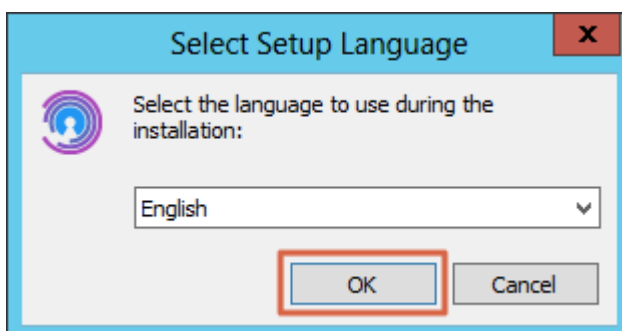 Select Setup Language
x
Select the language to use during the
installation:
English
OK
Cancel